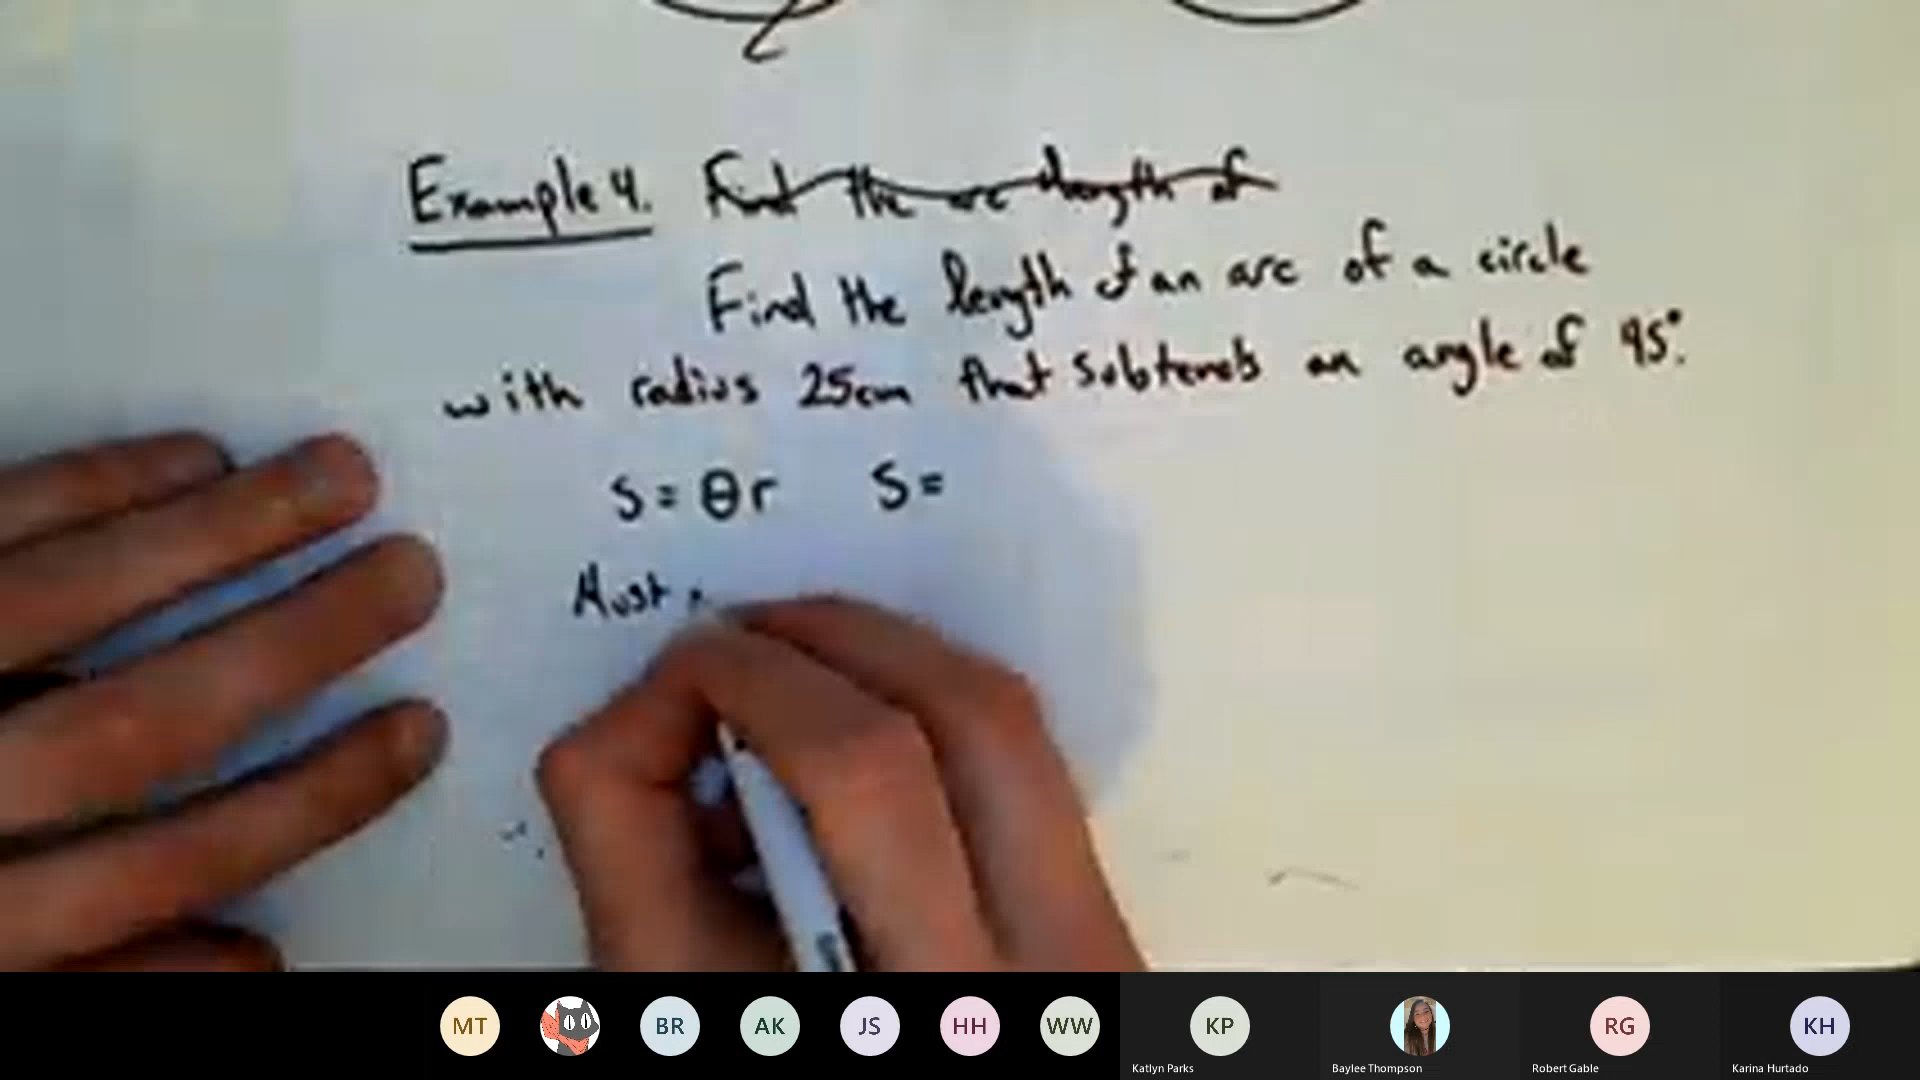 Example 4. Find the arc length of
Find the length of an arc of a circle
with radius 25cm that subtends an angle of 45°.
S = θr S =
Must
MT BR AK JS HH WW KP RG KH
Katlyn Parks Baylee Thompson Robert Gable Karina Hurtado